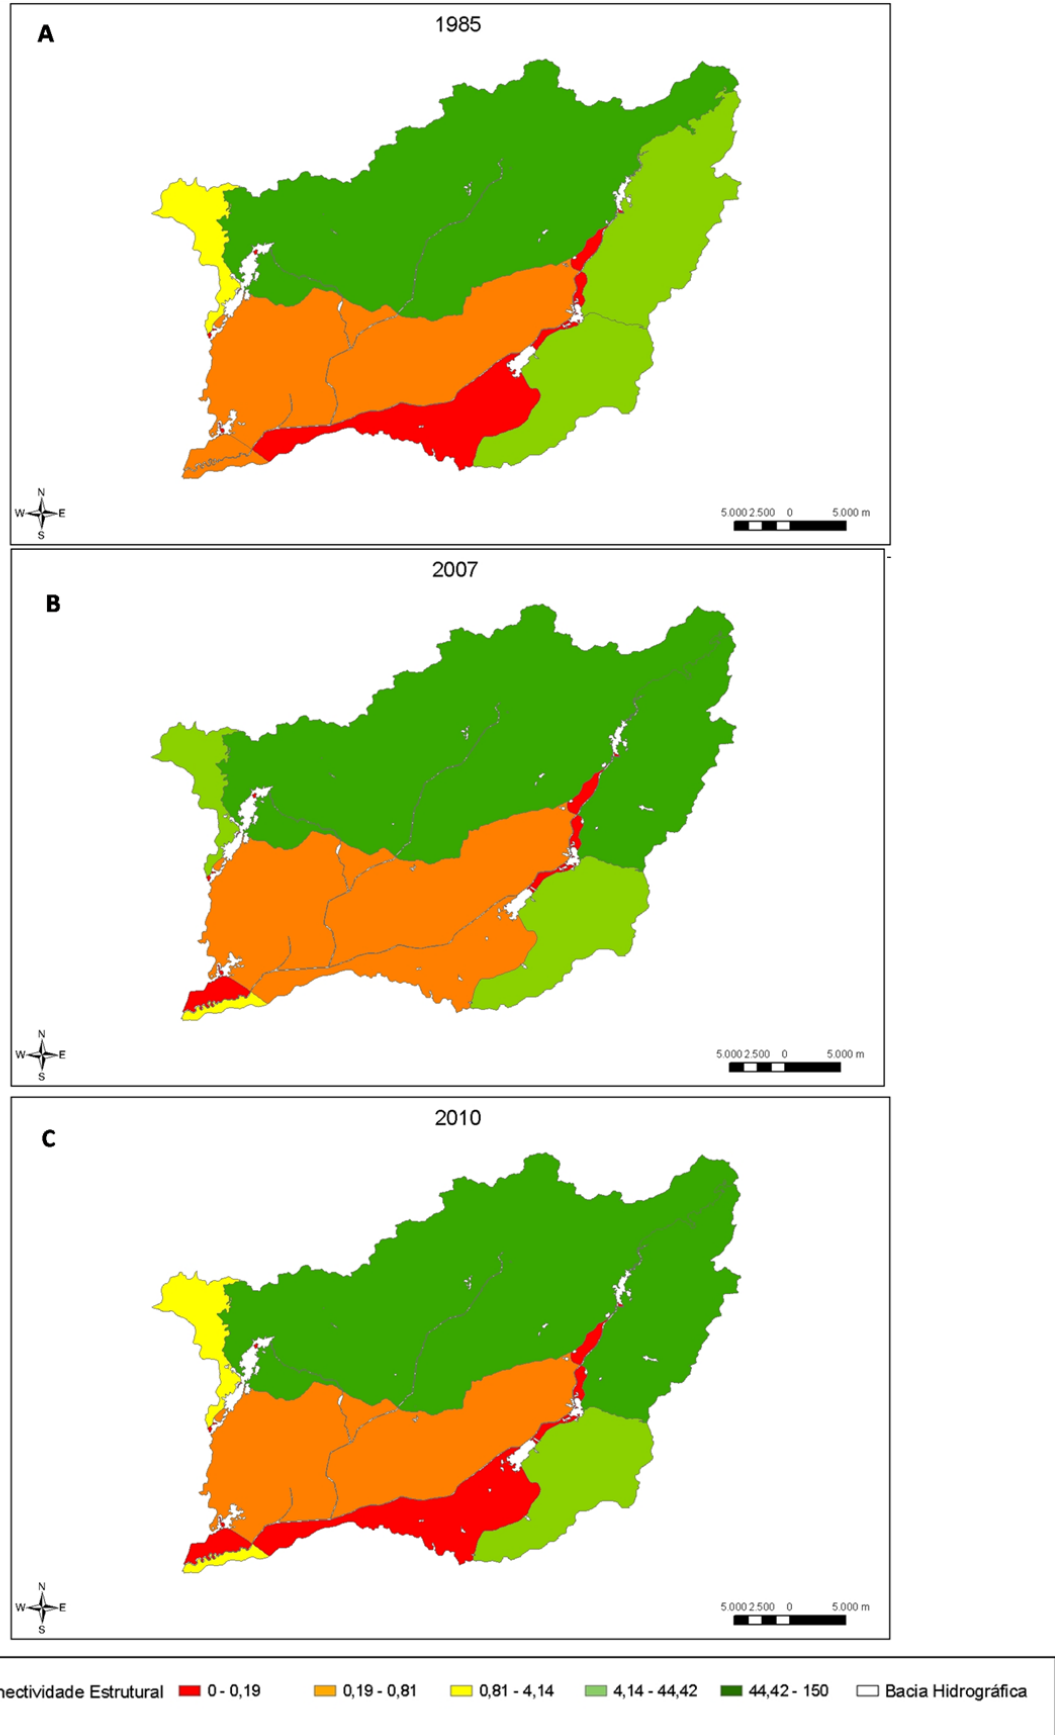 A
1985
N
W E
S
5.000 2.500 0 5.000 m
B
2007
N
W E
S
5.000 2.500 0 5.000 m
C
2010
N
W E
S
5.000 2.500 0 5.000 m
nectividade Estrutural 0 - 0,19 0,19 - 0,81 0,81 - 4,14 4,14 - 44,42 44,42 - 150 Bacia Hidrográfica